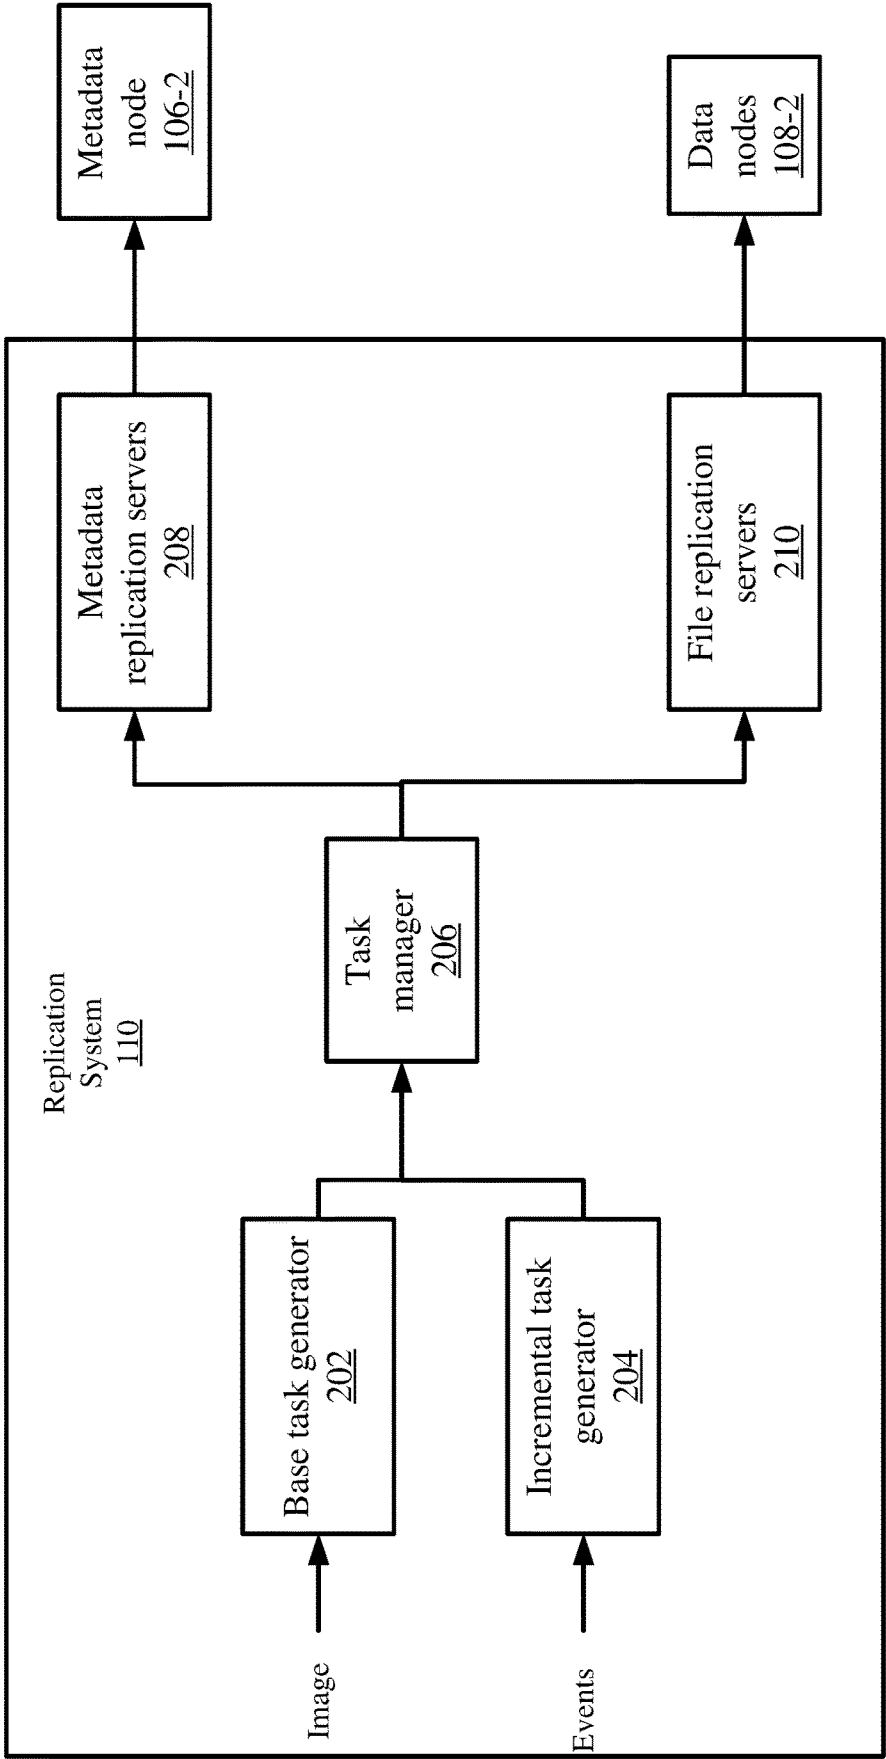 Replication
System
110
Image
Base task generator
202
Events
Incremental task
generator
204
Task
manager
206
Metadata
replication servers
208
File replication
servers
210
Metadata
node
106-2
Data
nodes
108-2